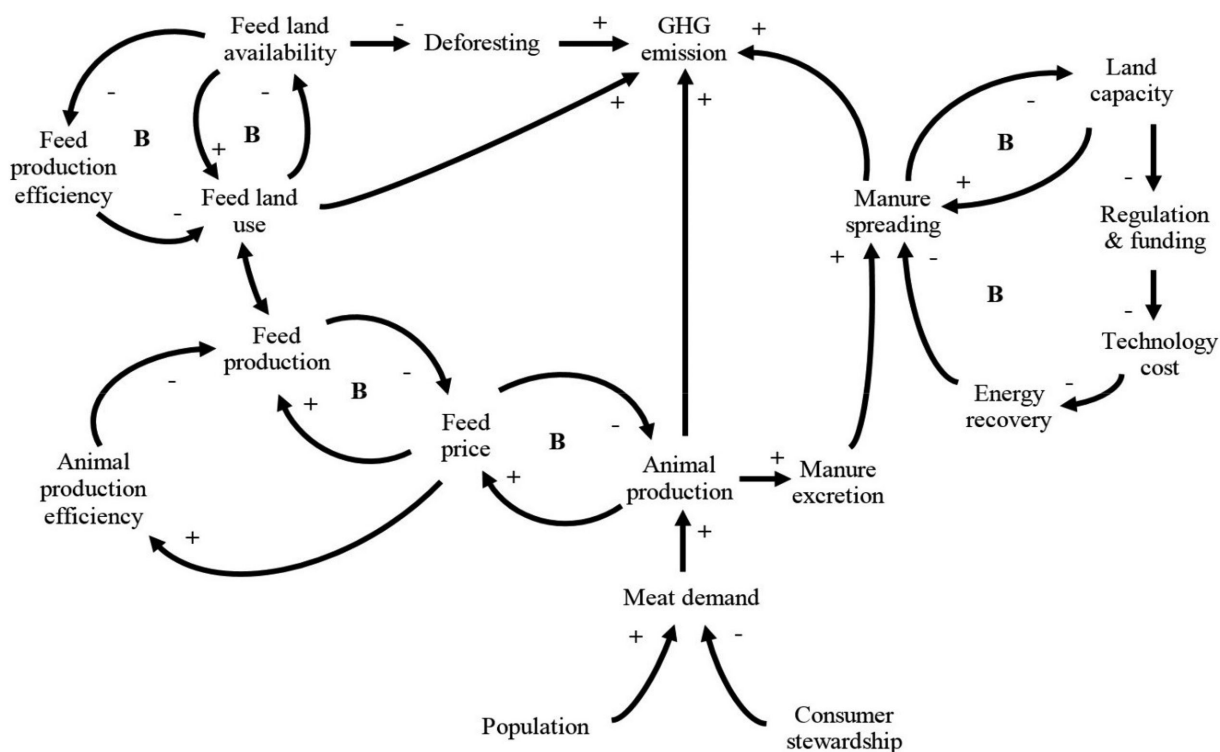 Feed land
availability
-
Deforesting
+
GHG
emission
+
Land
capacity
-
-
+
+
-
B
B
+
B
Feed
production
efficiency
-
Feed land
use
+
Manure
spreading
-
Regulation
& funding
+
-
B
-
Technology
cost
Feed
production
-
-
B
+
Feed
price
-
B
-
Energy
recovery
Animal
production
efficiency
+
+
Animal
production
+
Manure
excretion
+
Meat demand
+
-
Population
Consumer
stewardship